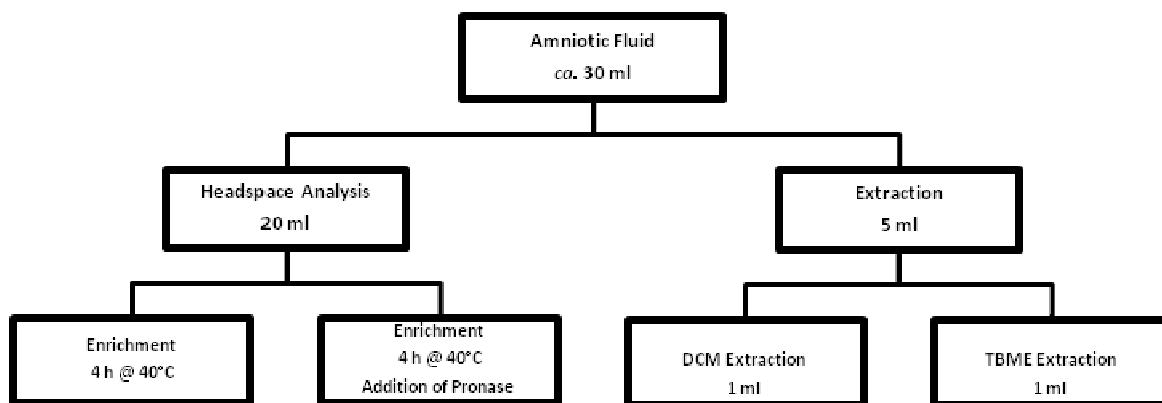 Amniotic Fluid
ca. 30 ml
Headspace Analysis
20 ml
Extraction
5 ml
Enrichment
4 h @ 40°C
Enrichment
4 h @ 40°C
Addition of Pronase
DCM Extraction
1 ml
TBME Extraction
1 ml